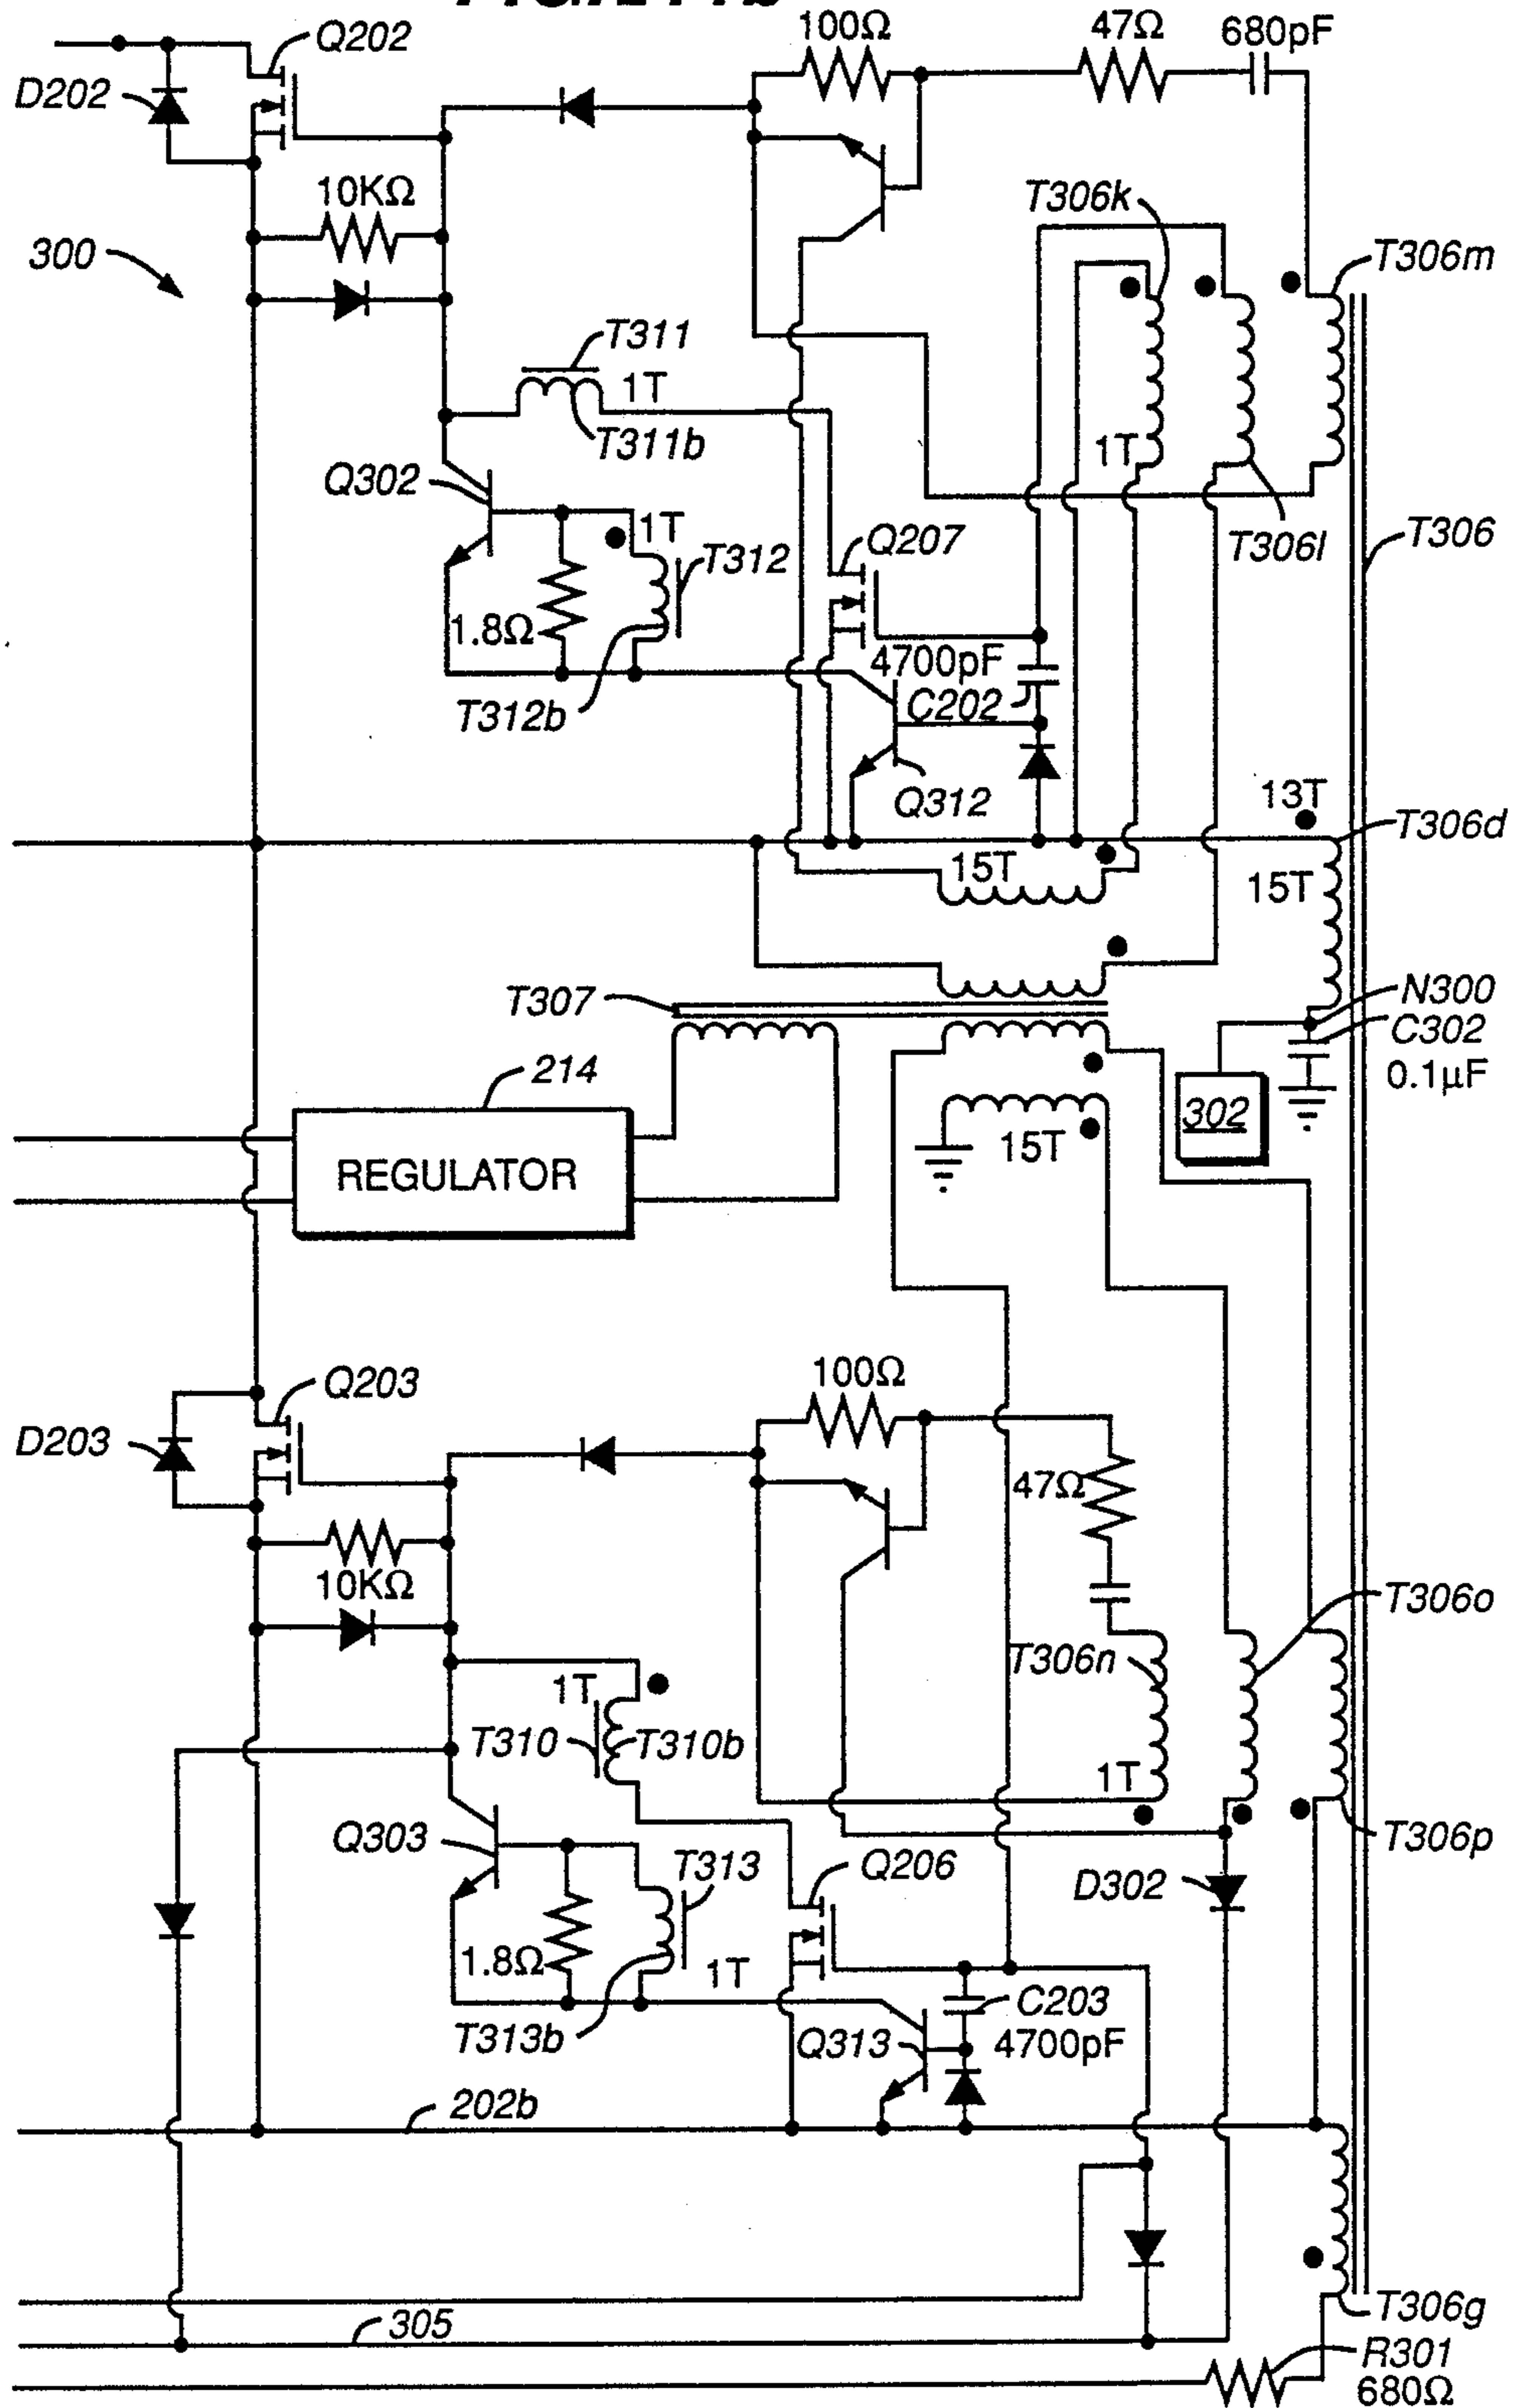 Q202
100Ω
47Ω
680pF
D202
10KΩ
T306k
300
T306m
T311
1T
T311b
1T
Q302
1T
Q207
T312
T306l
T306
1.8Ω
4700pF
C202
T312b
Q312
13T
T306d
15T
15T
T307
N300
C302
0.1µF
214
302
15T
REGULATOR
Q203
100Ω
D203
47Ω
10KΩ
T306o
T306n
1T
T310
T310b
1T
Q303
T313
Q206
T306p
D302
1.8Ω
1T
C203
T313b
Q313
4700pF
202b
305
T306g
R301
680Ω